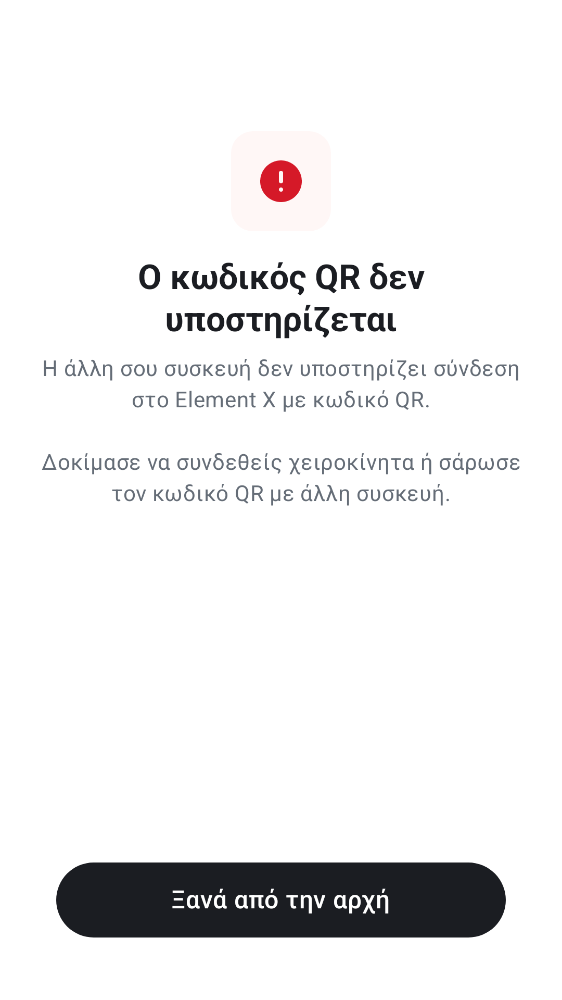 Ο κωδικός QR δεν
υποστηρίζεται
Η άλλη σου συσκευή δεν υποστηρίζει σύνδεση
στο Element X με κωδικό QR.
Δοκίμασε να συνδεθείς χειροκίνητα ή σάρωσε
τον κωδικό QR με άλλη συσκευή.
Ξανά από την αρχή